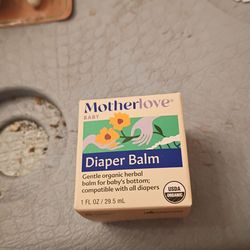 Motherlove®
BABY
Diaper Balm
Gentle organic herbal
balm for baby's bottom;
compatible with all diapers
1 FL OZ / 29.5 mL
USDA
ORGANIC